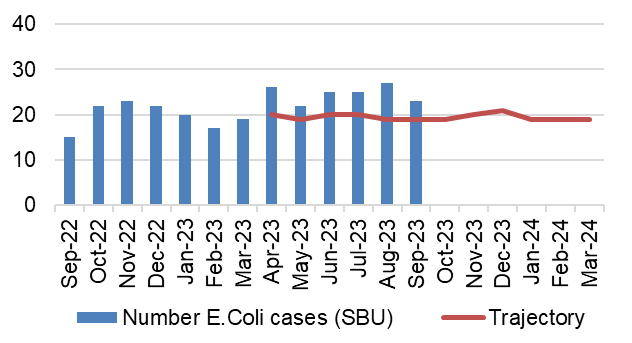 40
30
20
10
0
Sep-22
Oct-22
Nov-22
Dec-22
Jan-23
Feb-23
Mar-23
Apr-23
May-23
Jun-23
Jul-23
Aug-23
Sep-23
Oct-23
Nov-23
Dec-23
Jan-24
Feb-24
Mar-24
Number E.Coli cases (SBU)
Trajectory